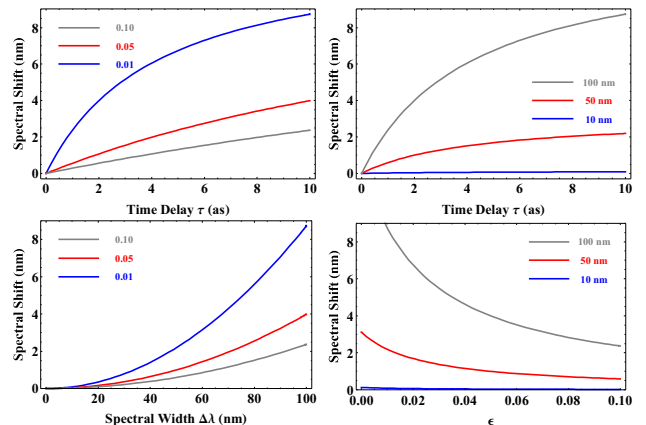 Spectral Shift (nm)
8
6
4
2
0
0.10
0.05
0.01
0 2 4 6 8 10
Time Delay τ (as)
Spectral Shift (nm)
8
6
4
2
0
100 nm
50 nm
10 nm
0 2 4 6 8 10
Time Delay τ (as)
Spectral Shift (nm)
8
6
4
2
0
0.10
0.05
0.01
0 20 40 60 80 100
Spectral Width Δλ (nm)
Spectral Shift (nm)
8
6
4
2
0
100 nm
50 nm
10 nm
0.00 0.02 0.04 0.06 0.08 0.10
ϵ